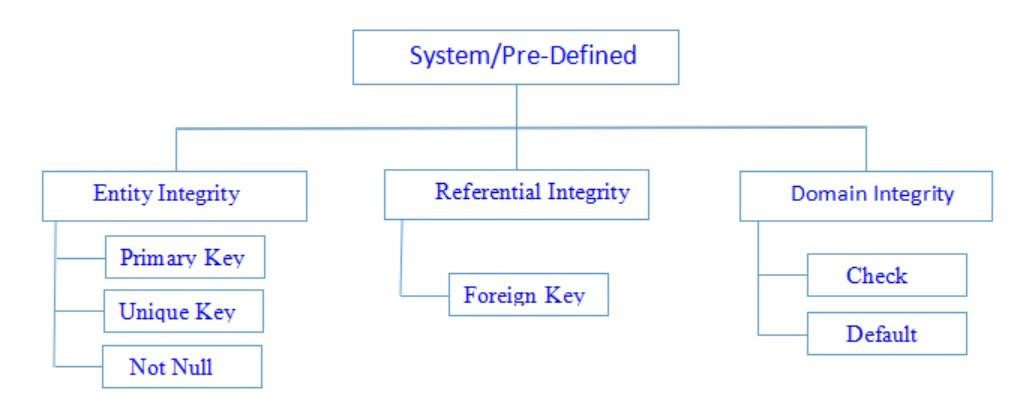 System/Pre-Defined
Entity Integrity
Primary Key
Unique Key
Not Null
Referential Integrity
Foreign Key
Domain Integrity
Check
Default